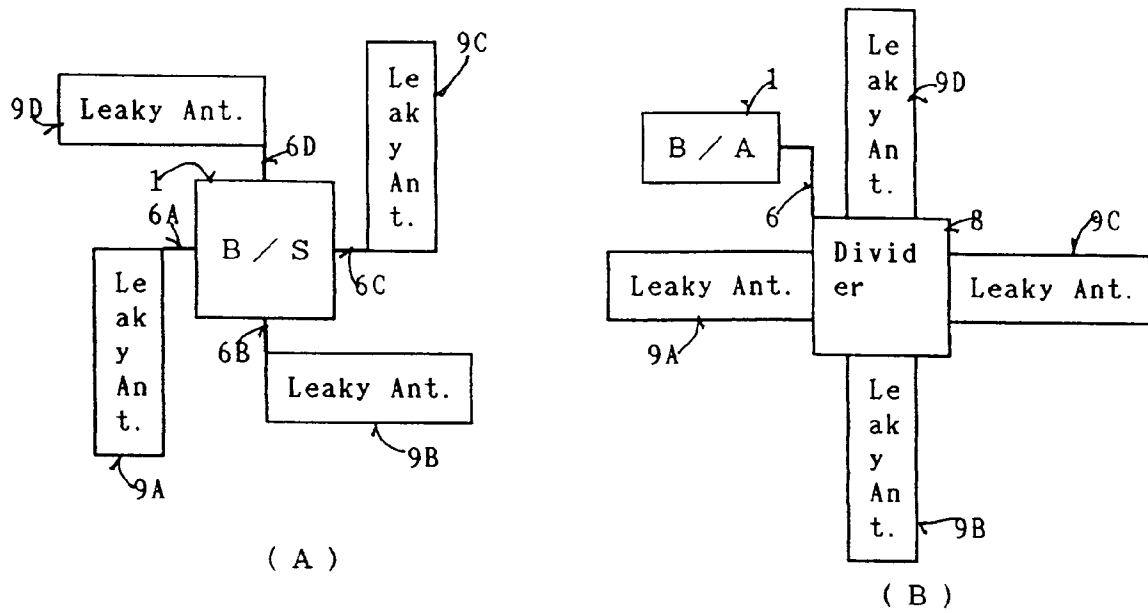 9D
Leaky Ant.
6D
1
9C
Le
ak
y
An
t.
6A
B / S
6C
Le
ak
y
An
t.
9A
6B
Leaky Ant.
9B
( A )
1
B / A
6
Le
ak
y
An
t.
9D
8
Divid
er
9C
Leaky Ant.
9A
Leaky Ant.
Le
ak
y
An
t.
9B
( B )